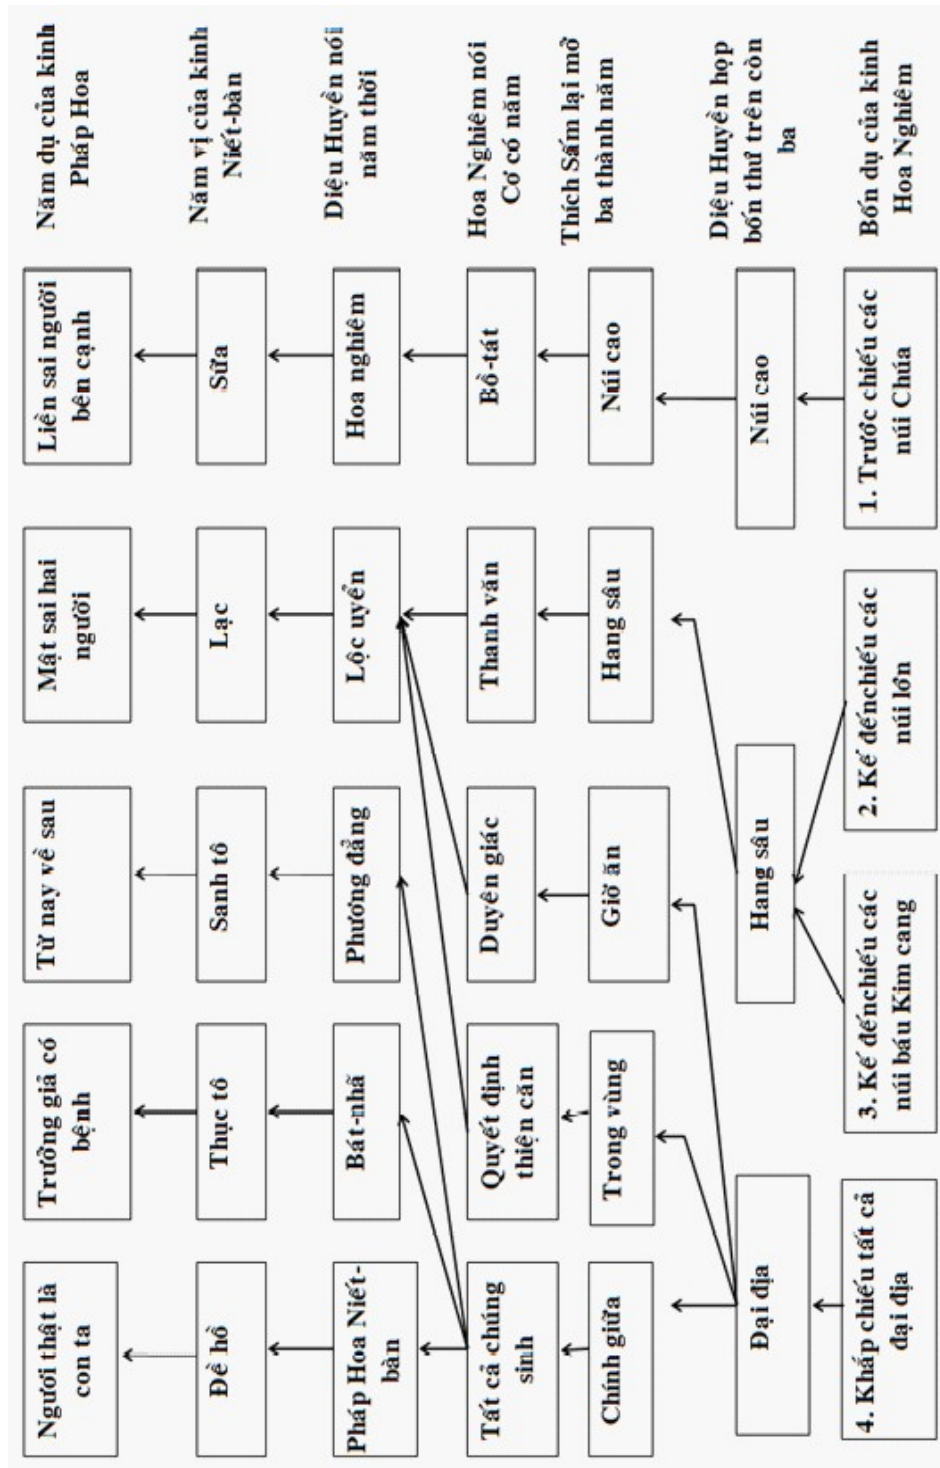 Năm dụ của kinh
Pháp Hoa
Liền sai người
bên cạnh
Mật sai hai
người
Từ nay về sau
Trưởng giả có
bệnh
Người thật là
con ta
Năm vị của kinh
Niết-bàn
Sữa
Lạc
Sanh tô
Thục tô
Đề hồ
Diệu Huyền nói
năm thời
Hoa nghiêm
Lộc uyển
Phương đẳng
Bát-nhã
Pháp Hoa Niết-
bàn
Hoa Nghiêm nói
Cơ có năm
Bồ-tát
Thanh văn
Duyên giác
Quyết định
thiện căn
Tất cả chúng
sinh
Thích Sấm lại mở
ba thành năm
Núi cao
Hang sâu
Giờ ăn
Trong vùng
Chính giữa
Diệu Huyền họp
bốn thư trên còn
ba
Núi cao
Hang sâu
Đại địa
Bốn dụ của kinh
Hoa Nghiêm
1. Trước chiếu các
núi Chúa
2. Kế đếnchiếu các
núi lớn
3. Kế đếnchiếu các
núi báu Kim cang
4. Khắp chiếu tất cả
đại địa